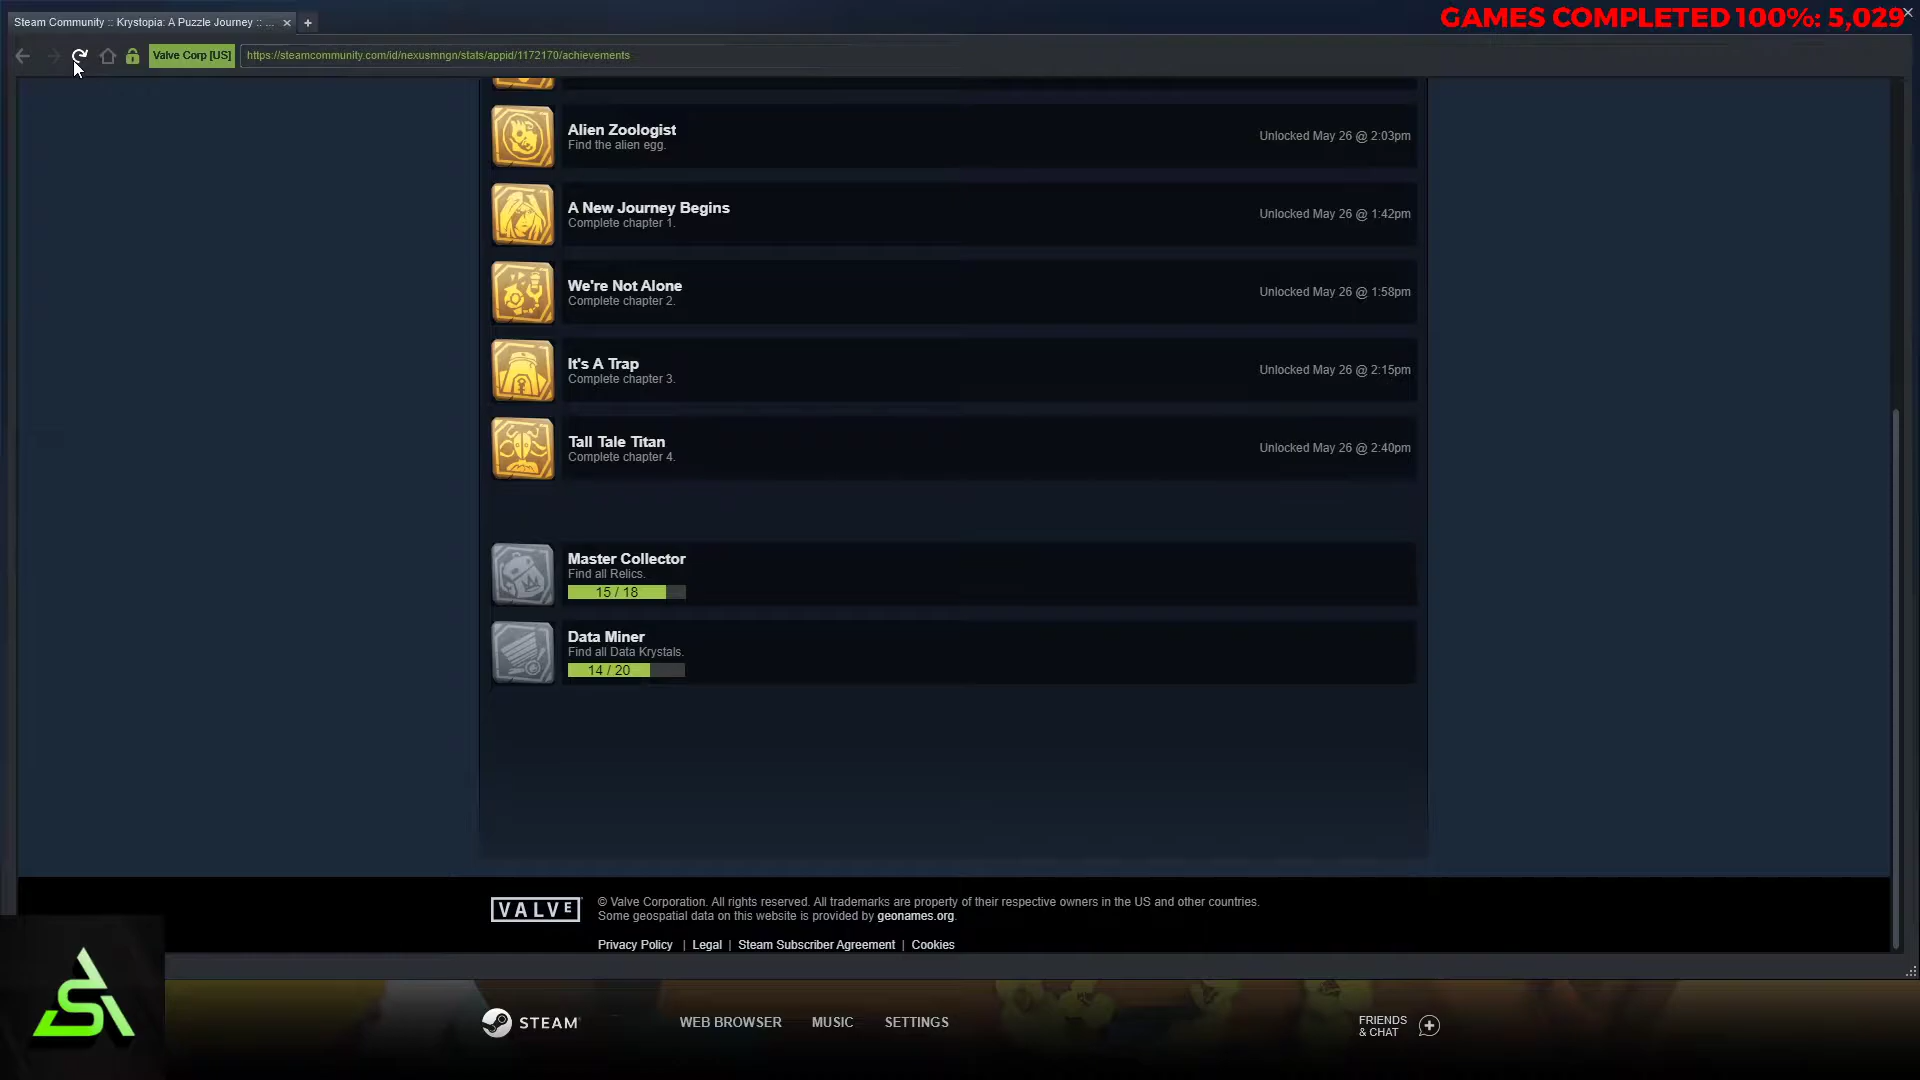 Steam Community :: Krystopia: A Puzzle Journey :: ...
GAMES COMPLETED 100%: 5,029
Valve Corp [US]
https://steamcommunity.com/id/nexusmngn/stats/appid/1172170/achievements
Alien Zoologist
Find the alien egg.
Unlocked May 26 @ 2:03pm
A New Journey Begins
Complete chapter 1.
Unlocked May 26 @ 1:42pm
We're Not Alone
Complete chapter 2.
Unlocked May 26 @ 1:58pm
It's A Trap
Complete chapter 3.
Unlocked May 26 @ 2:15pm
Tall Tale Titan
Complete chapter 4.
Unlocked May 26 @ 2:40pm
Master Collector
Find all Relics.
15 / 18
Data Miner
Find all Data Krystals.
14 / 20
VALVE
© Valve Corporation. All rights reserved. All trademarks are property of their respective owners in the US and other countries.
Some geospatial data on this website is provided by geonames.org.
Privacy Policy | Legal | Steam Subscriber Agreement | Cookies
STEAM
WEB BROWSER
MUSIC
SETTINGS
FRIENDS
& CHAT